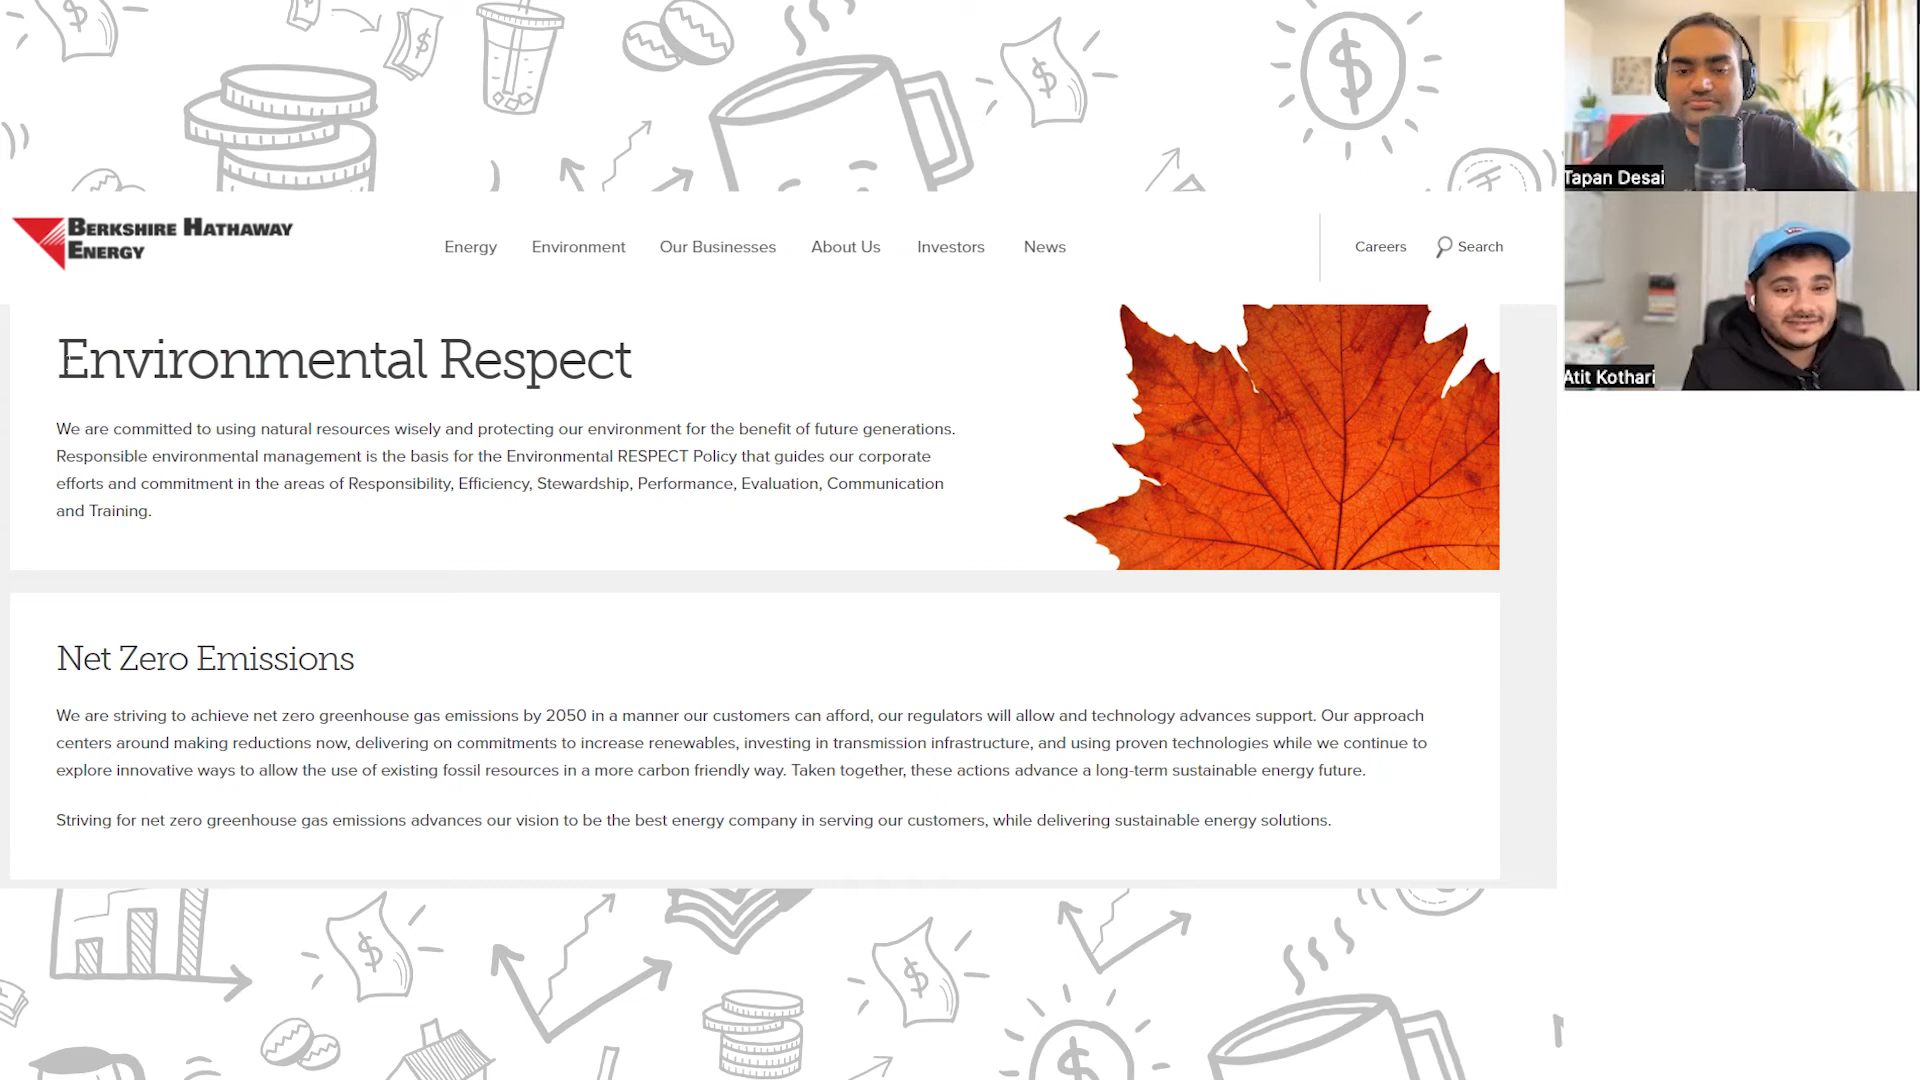 BERKSHIRE HATHAWAY
ENERGY
Energy
Environment
Our Businesses
About Us
Investors
News
Careers
Search
Tapan Desai
Atit Kothari
Environmental Respect
We are committed to using natural resources wisely and protecting our environment for the benefit of future generations.
Responsible environmental management is the basis for the Environmental RESPECT Policy that guides our corporate
efforts and commitment in the areas of Responsibility, Efficiency, Stewardship, Performance, Evaluation, Communication
and Training.
Net Zero Emissions
We are striving to achieve net zero greenhouse gas emissions by 2050 in a manner our customers can afford, our regulators will allow and technology advances support. Our approach
centers around making reductions now, delivering on commitments to increase renewables, investing in transmission infrastructure, and using proven technologies while we continue to
explore innovative ways to allow the use of existing fossil resources in a more carbon friendly way. Taken together, these actions advance a long-term sustainable energy future.
Striving for net zero greenhouse gas emissions advances our vision to be the best energy company in serving our customers, while delivering sustainable energy solutions.